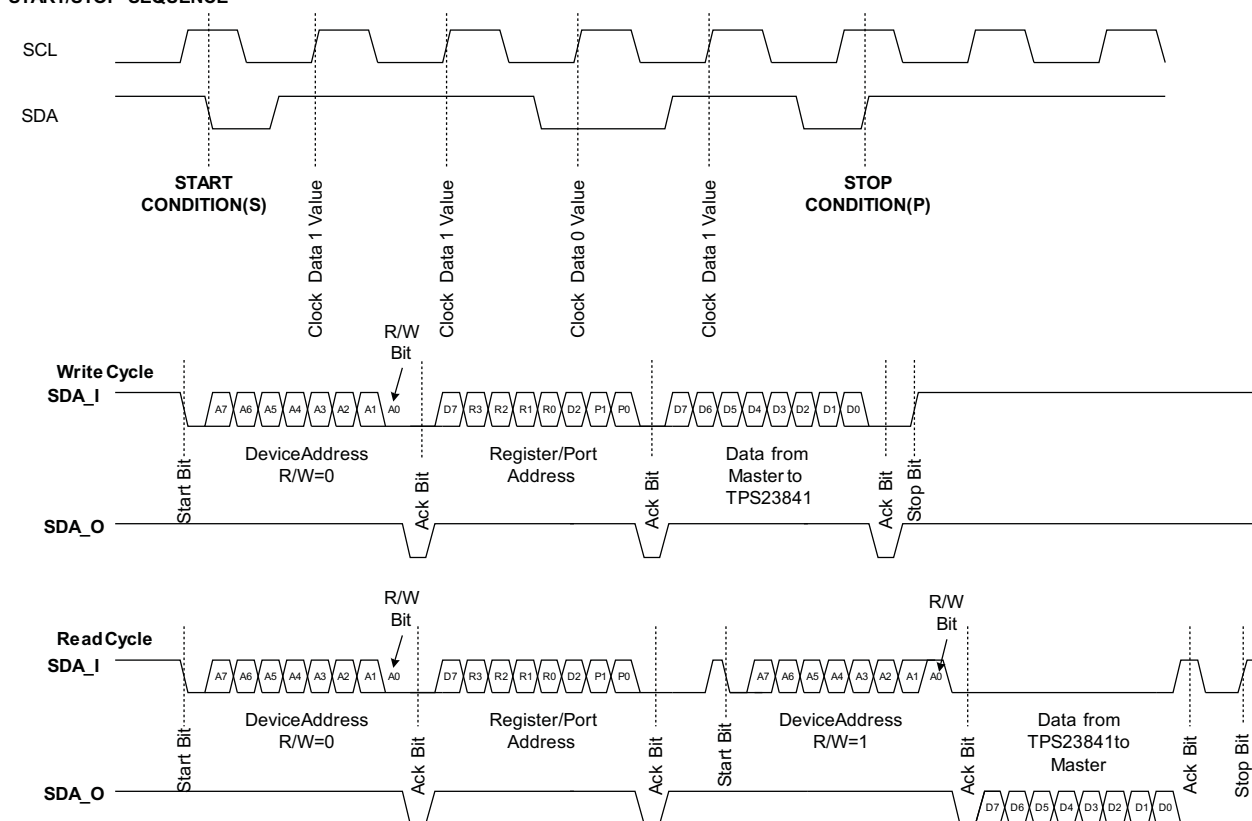 START/STOP SEQUENCE
SCL
SDA
START
CONDITION(S)
Clock Data 1 Value
Clock Data 1 Value
Clock Data 0 Value
Clock Data 1 Value
STOP
CONDITION(P)
R/W
Bit
Write Cycle
SDA_I
A7 A6 A5 A4 A3 A2 A1 A0
D7 R3 R2 R1 R0 D2 P1 P0
D7 D6 D5 D4 D3 D2 D1 D0
Start Bit
DeviceAddress
R/W=0
Ack Bit
Register/Port
Address
Ack Bit
Data from
Master to
TPS23841
Ack Bit
Stop Bit
SDA_O
R/W
Bit
R/W
Bit
Read Cycle
SDA_I
A7 A6 A5 A4 A3 A2 A1 A0
D7 R3 R2 R1 R0 D2 P1 P0
A7 A6 A5 A4 A3 A2 A1 A0
Start Bit
DeviceAddress
R/W=0
Ack Bit
Register/Port
Address
Ack Bit
Start Bit
DeviceAddress
R/W=1
Ack Bit
Data from
TPS23841to
Master
Ack Bit
Stop Bit
SDA_O
D7 D6 D5 D4 D3 D2 D1 D0